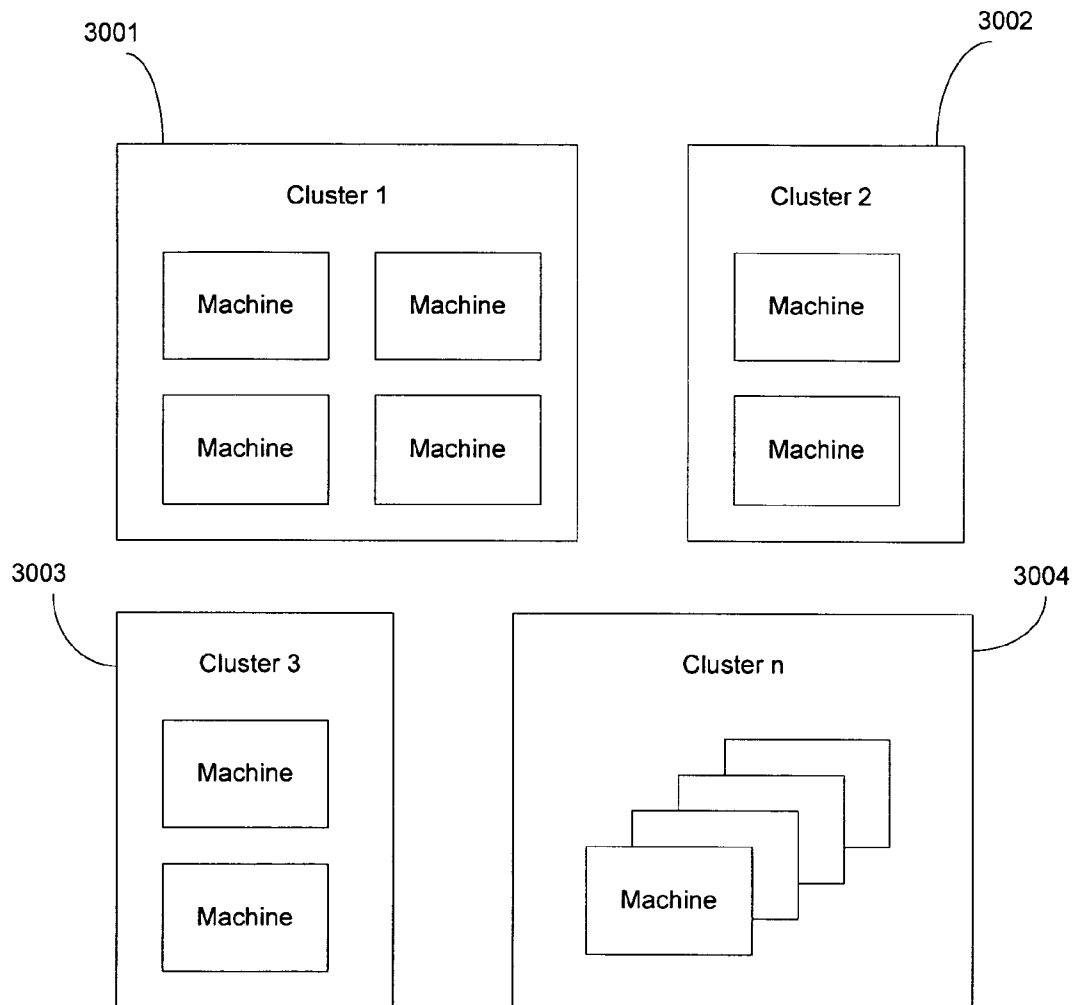 3001
3002
Cluster 1
Cluster 2
Machine
Machine
Machine
Machine
Machine
Machine
3003
3004
Cluster 3
Cluster n
Machine
Machine
Machine